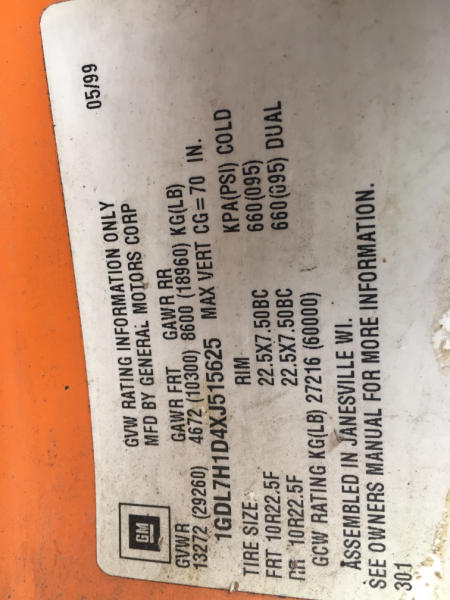 05/99
GM
GVW RATING INFORMATION ONLY
MFD BY GENERAL MOTORS CORP
GVWR GAWR FRT GAWR RR
13272 (29260) 4672 (10300) 8600 (18960) KG(LB)
1GDL7H1D4XJ515625 MAX VERT CG=70 IN.
TIRE SIZE RIM KPA(PSI) COLD
FRT 10R22.5F 22.5X7.50BC 660(095)
RR 10R22.5F 22.5X7.50BC 660(095) DUAL
GCW RATING KG(LB) 27216 (60000)
ASSEMBLED IN JANESVILLE WI.
SEE OWNERS MANUAL FOR MORE INFORMATION.
301